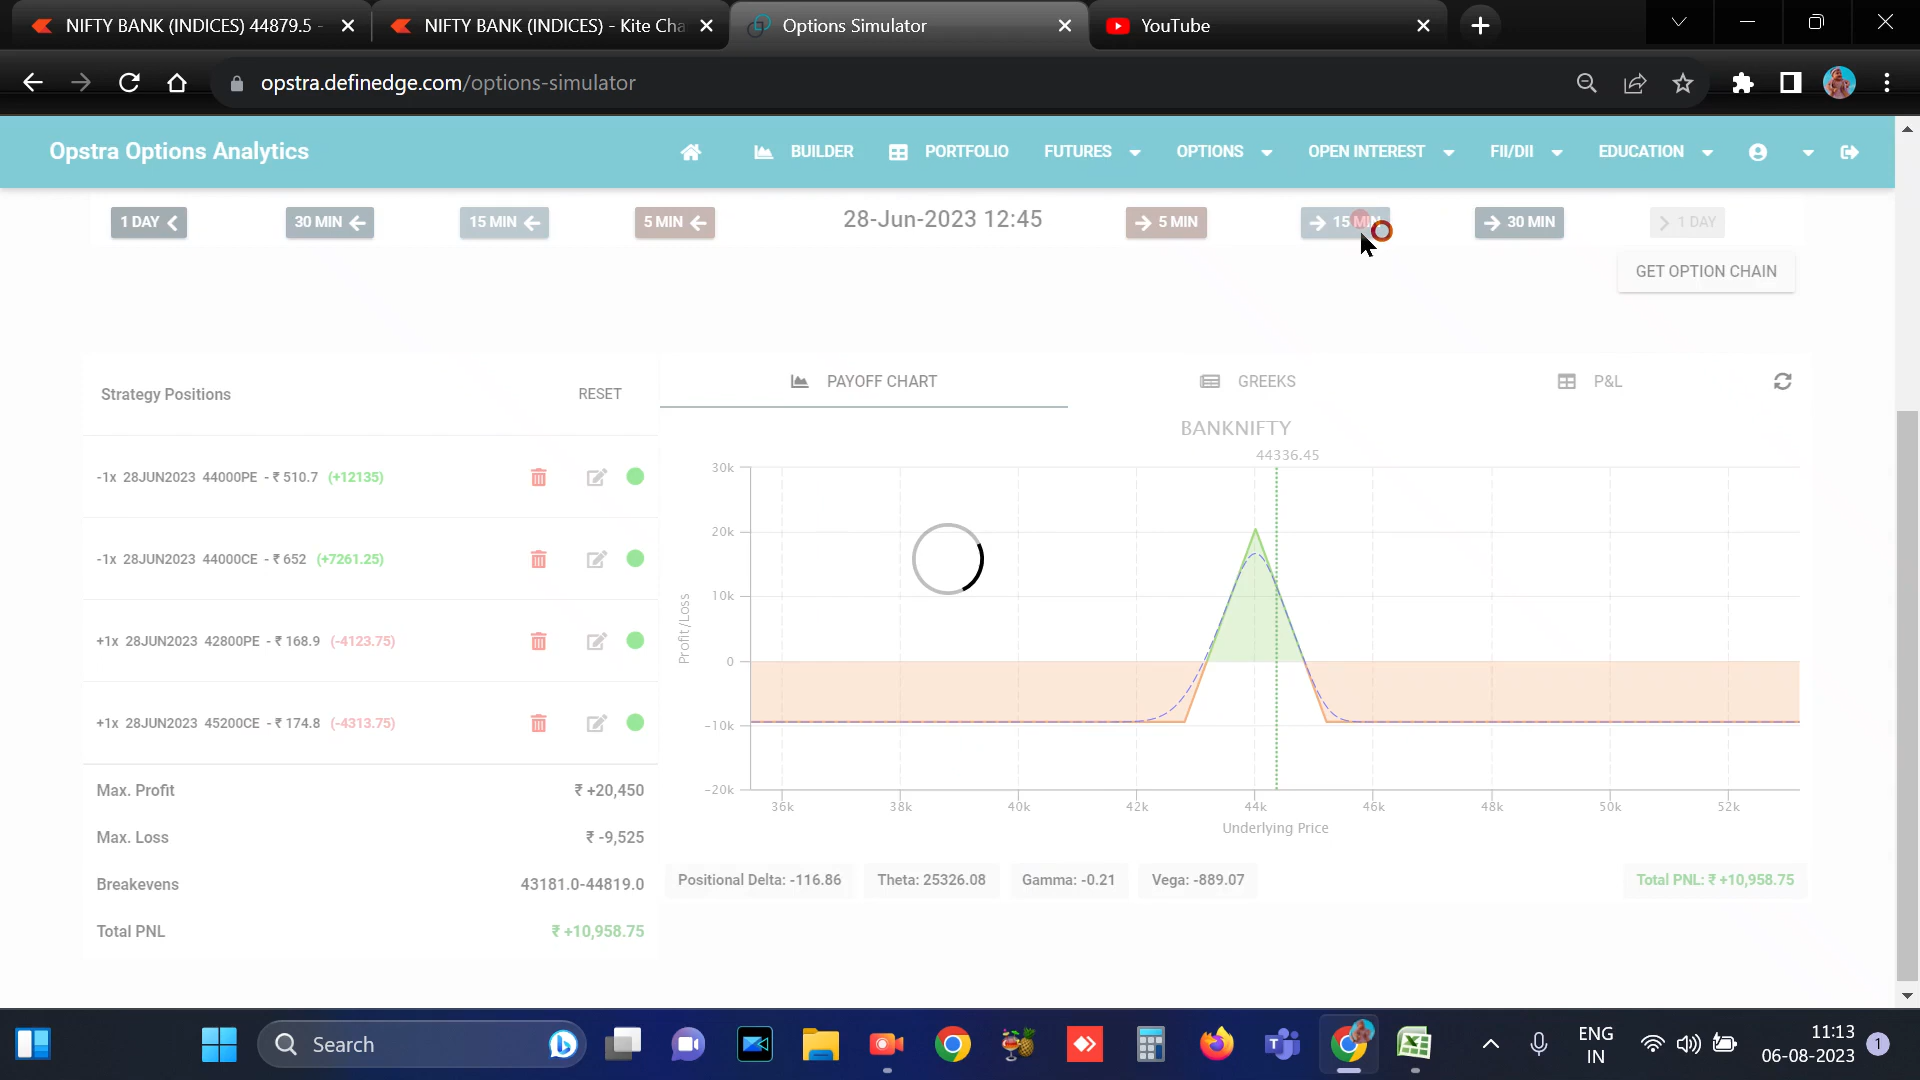 NIFTY BANK (INDICES) 44879.5 -
NIFTY BANK (INDICES) - Kite Cha
Options Simulator
YouTube
opstra.definedge.com/options-simulator
Opstra Options Analytics
BUILDER
PORTFOLIO
FUTURES
OPTIONS
OPEN INTEREST
FII/DII
EDUCATION
1 DAY
30 MIN
15 MIN
5 MIN
28-Jun-2023 12:45
5 MIN
15 MIN
30 MIN
1 DAY
GET OPTION CHAIN
Strategy Positions
RESET
-1x 28JUN2023 44000PE - ₹ 510.7 (+12135)
-1x 28JUN2023 44000CE - ₹ 652 (+7261.25)
+1x 28JUN2023 42800PE - ₹ 168.9 (-4123.75)
+1x 28JUN2023 45200CE - ₹ 174.8 (-4313.75)
Max. Profit ₹ +20,450
Max. Loss ₹ -9,525
Breakevens 43181.0-44819.0
Total PNL ₹ +10,958.75
PAYOFF CHART
GREEKS
P&L
BANKNIFTY
44336.45
30k
20k
10k
0
-10k
-20k
Profit/Loss
36k 38k 40k 42k 44k 46k 48k 50k 52k
Underlying Price
Positional Delta: -116.86
Theta: 25326.08
Gamma: -0.21
Vega: -889.07
Total PNL: ₹ +10,958.75
Search
ENG
IN
11:13
06-08-2023
1